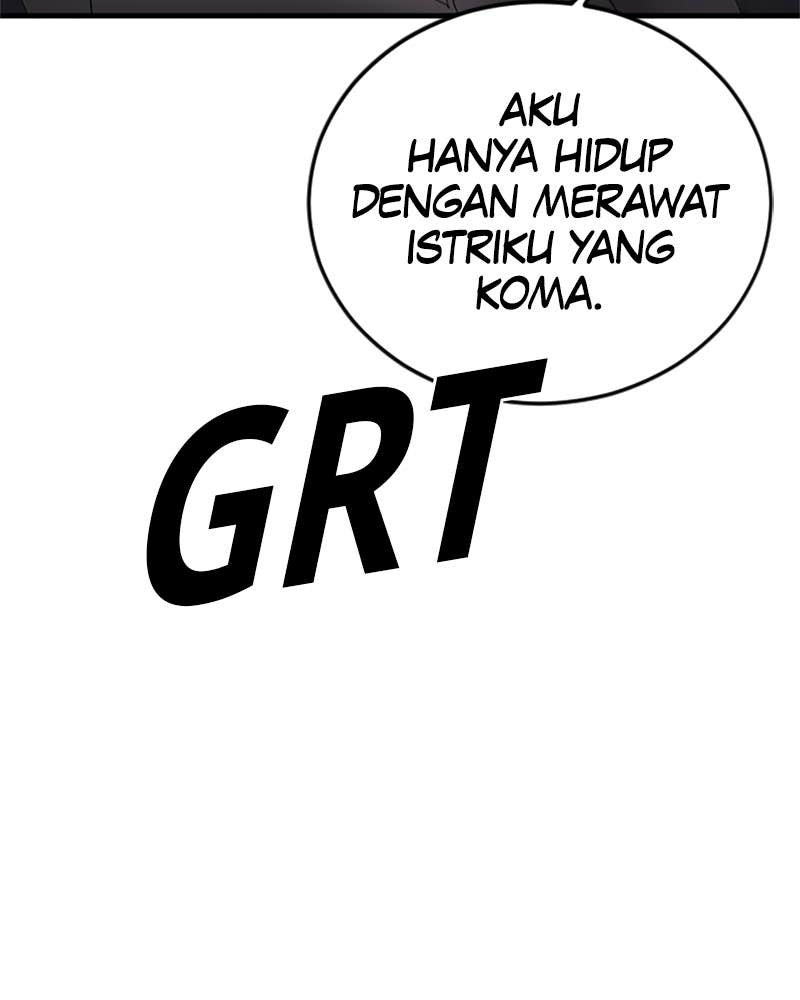 AKU
HANYA HIDUP
DENGAN MERAWAT
ISTRIKU YANG
KOMA.
GRT